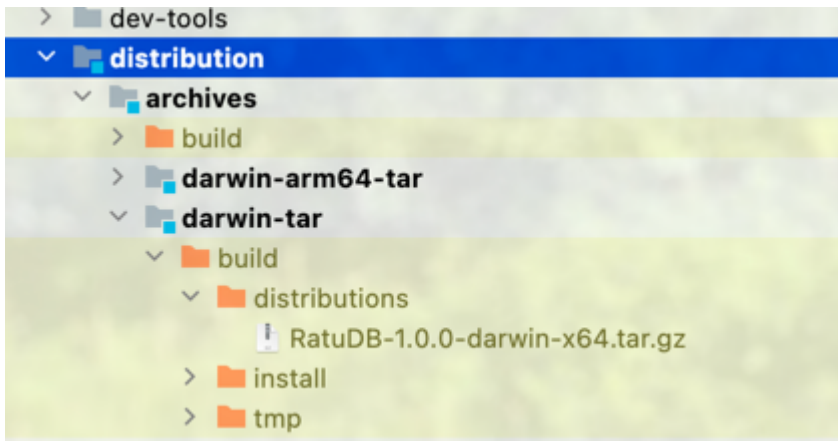 dev-tools
distribution
archives
build
darwin-arm64-tar
darwin-tar
build
distributions
RatuDB-1.0.0-darwin-x64.tar.gz
install
tmp